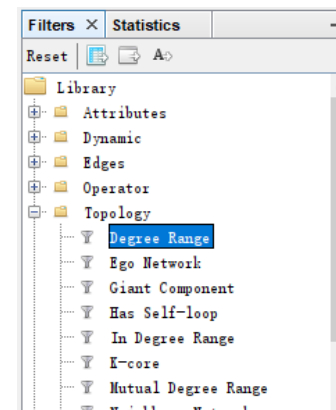 Filters × Statistics
Reset A
Library
Attributes
Dynamic
Edges
Operator
Topology
Degree Range
Ego Network
Giant Component
Has Self-loop
In Degree Range
K-core
Mutual Degree Range